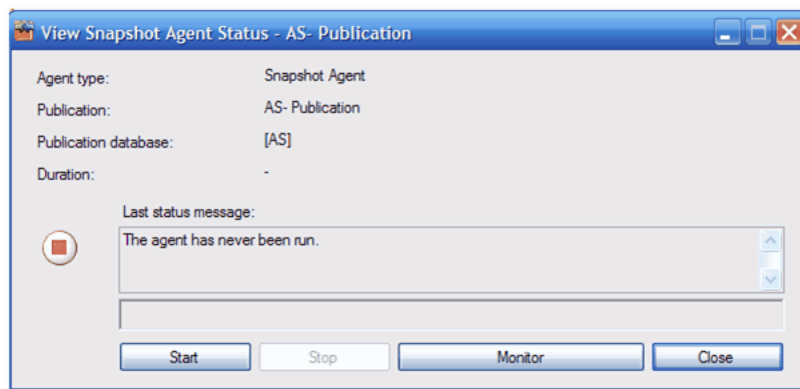 View Snapshot Agent Status - AS- Publication
Agent type: Snapshot Agent
Publication: AS- Publication
Publication database: [AS]
Duration: -
Last status message:
The agent has never been run.
Start Stop Monitor Close